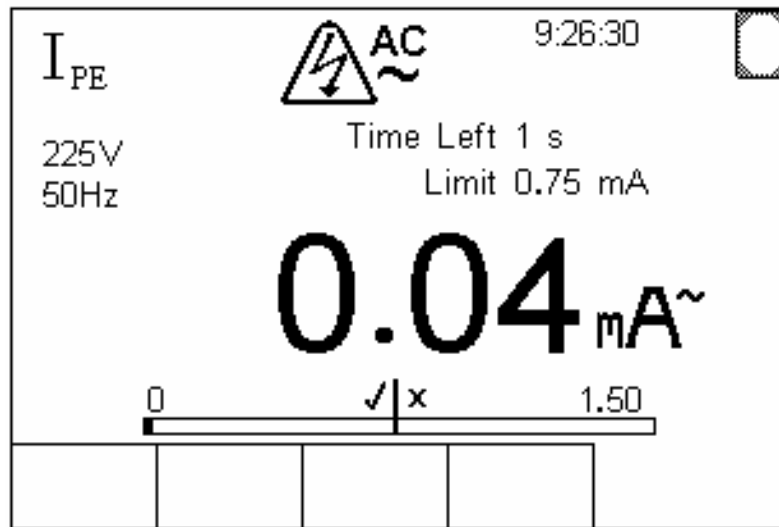 I PE
AC
~
9:26:30
225V
50Hz
Time Left 1 s
Limit 0.75 mA
0.04 mA~
0 ✓ x 1.50